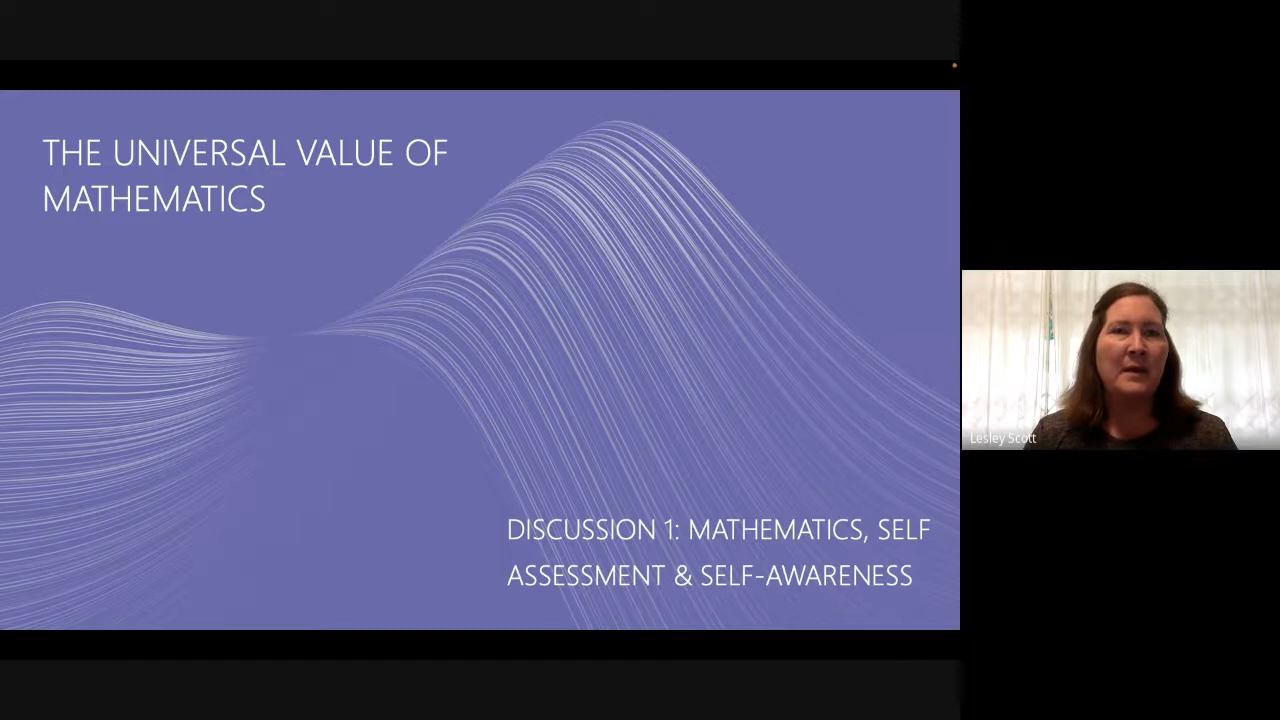 THE UNIVERSAL VALUE OF
MATHEMATICS
DISCUSSION 1: MATHEMATICS, SELF
ASSESSMENT & SELF-AWARENESS
Lesley Scott